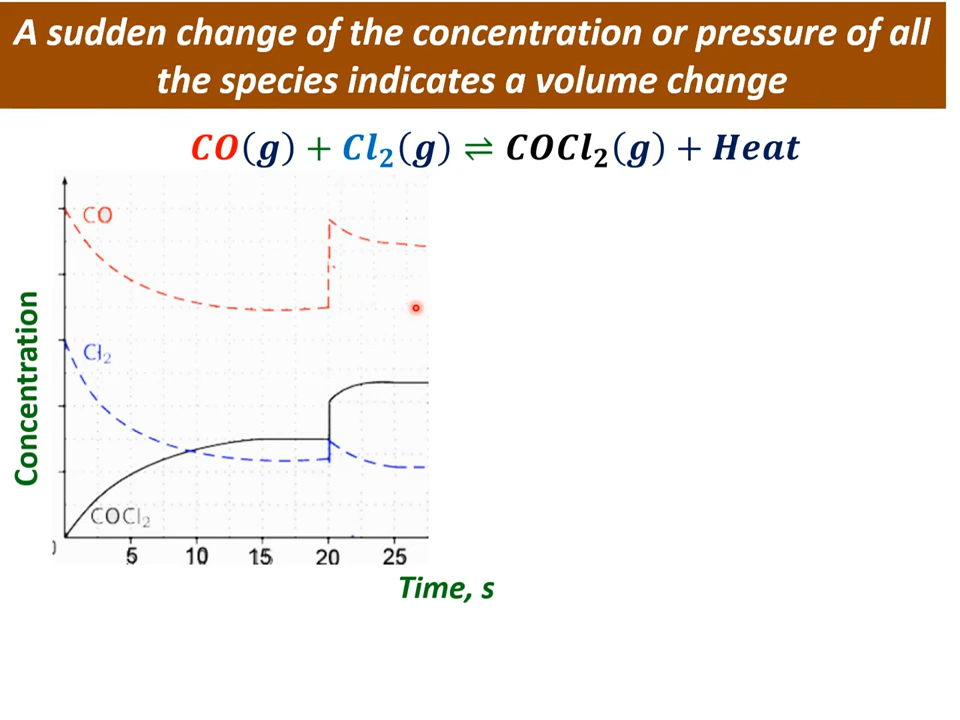 A sudden change of the concentration or pressure of all
the species indicates a volume change
CO(g) + Cl₂(g) ⇌ COCl₂(g) + Heat
CO
Cl₂
COCl₂
Concentration
0
5 10 15 20 25
Time, s